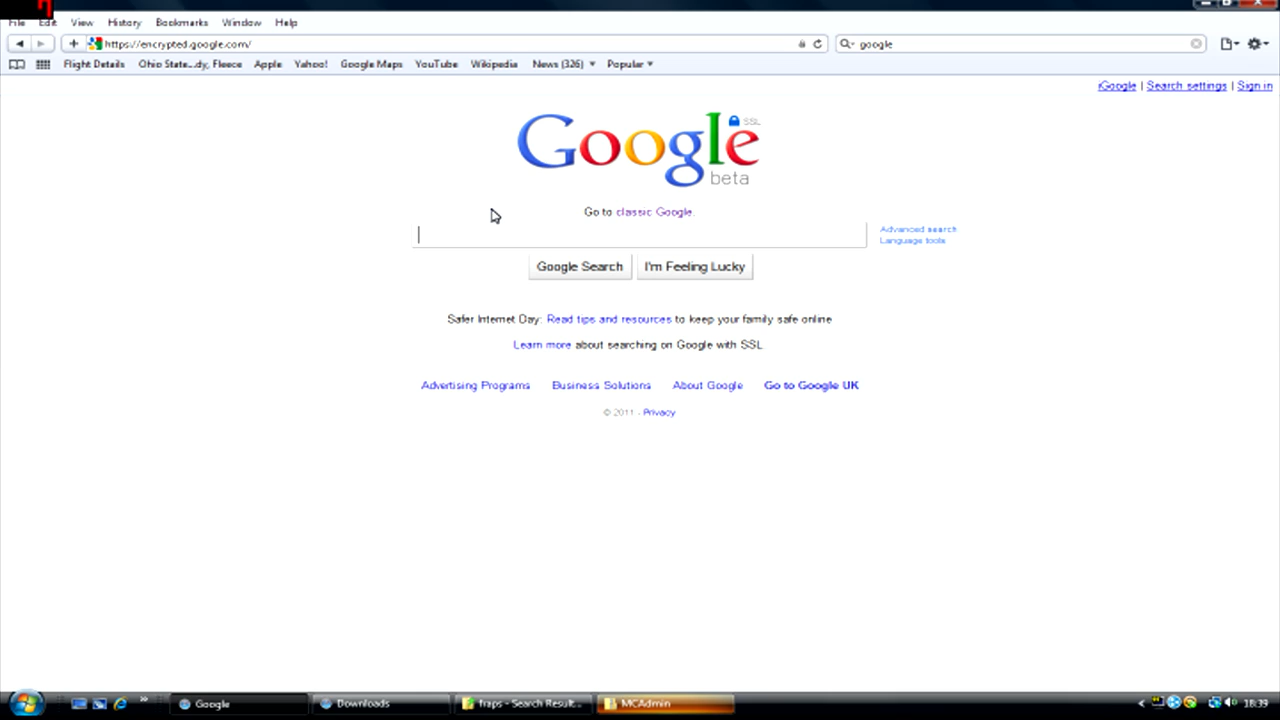 File Edit View History Bookmarks Window Help
https://encrypted.google.com/ google
Flight Details Ohio State...dy, Fleece Apple Yahoo! Google Maps YouTube Wikipedia News (326) Popular
iGoogle | Search settings | Sign in
Google SSL
beta
Go to classic Google.
Advanced search
Language tools
Google Search I'm Feeling Lucky
Safer Internet Day: Read tips and resources to keep your family safe online
Learn more about searching on Google with SSL.
Advertising Programs Business Solutions About Google Go to Google UK
© 2011 - Privacy
Google Downloads fraps - Search Result... MCAdmin 18:39